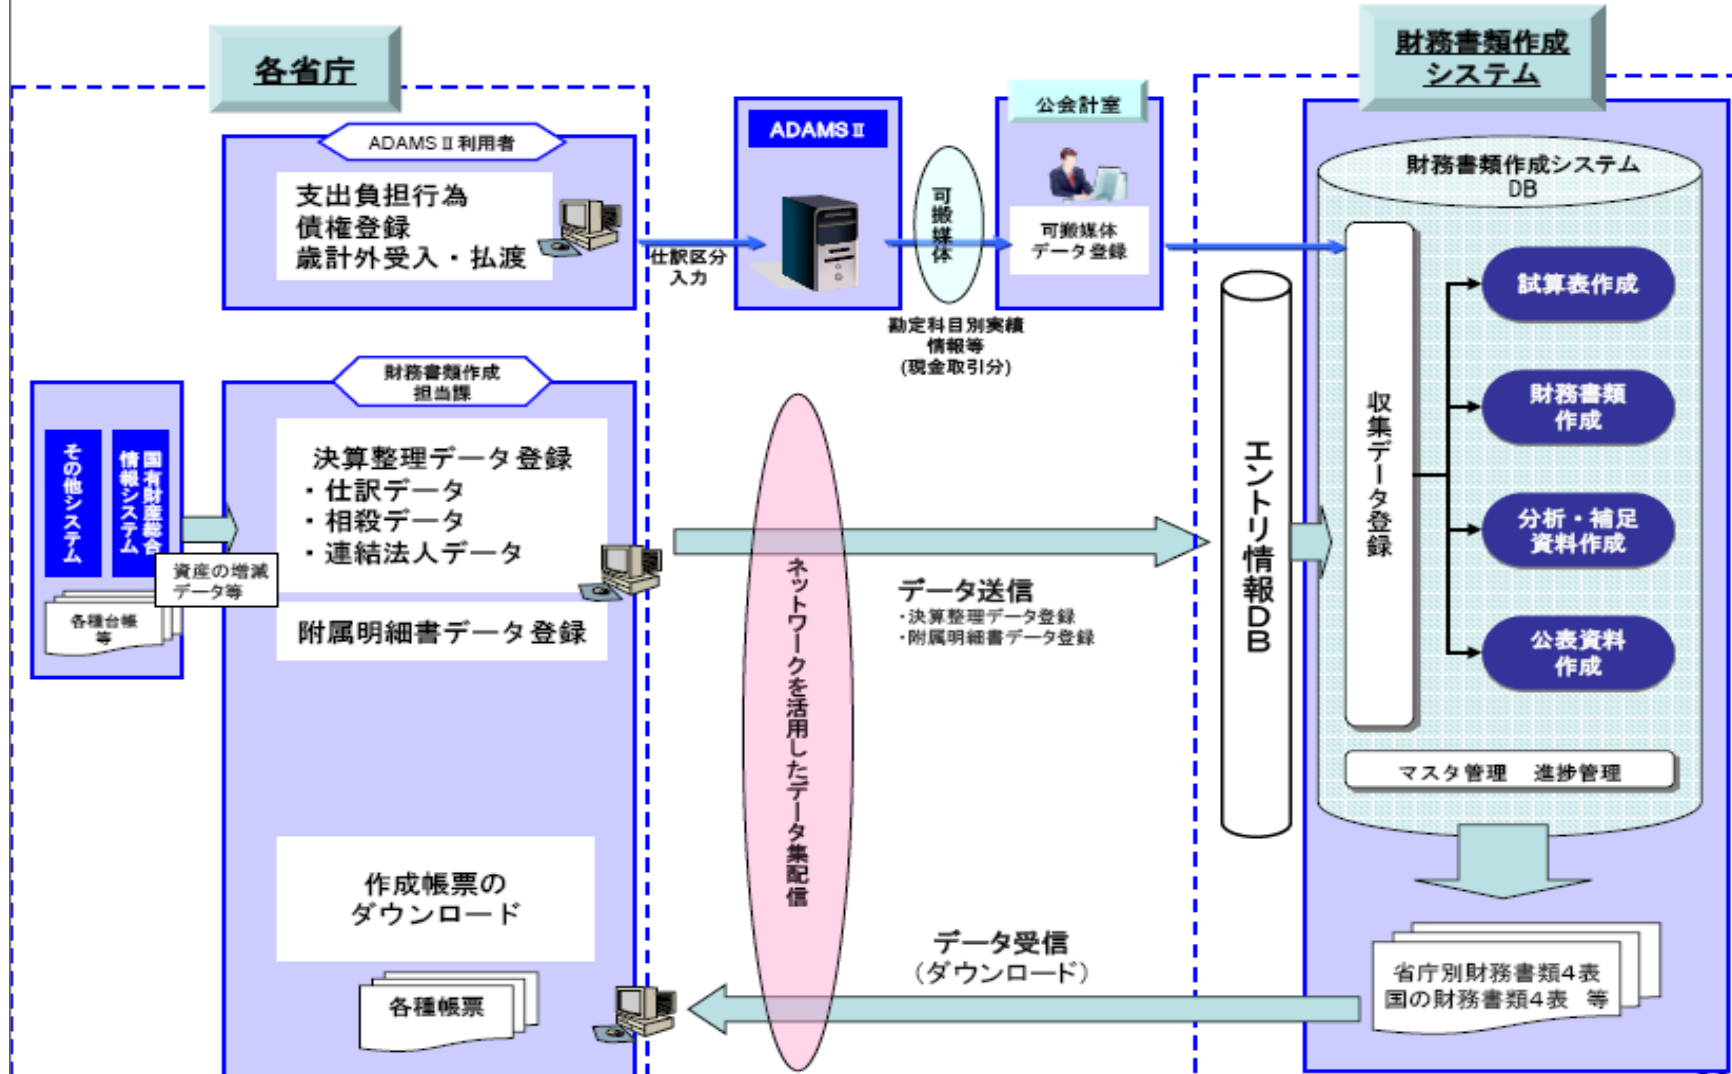 各省庁
ADAMSⅡ利用者
支出負担行為
債権登録
歳計外受入・払渡
仕訳区分
入力
ADAMSⅡ
可搬媒体
勘定科目別実績
情報等
(現金取引分)
公会計室
可搬媒体
データ登録
財務書類作成
システム
財務書類作成システム
DB
収集データ登録
試算表作成
財務書類
作成
分析・補足
資料作成
公表資料
作成
マスタ管理　進捗管理
エントリ情報DB
その他システム
国有財産総合
情報システム
各種台帳
等
資産の増減
データ等
財務書類作成
担当課
決算整理データ登録
・仕訳データ
・相殺データ
・連結法人データ
附属明細書データ登録
ネットワークを活用したデータ集配信
データ送信
・決算整理データ登録
・附属明細書データ登録
作成帳票の
ダウンロード
各種帳票
データ受信
（ダウンロード）
省庁別財務書類4表
国の財務書類4表　等